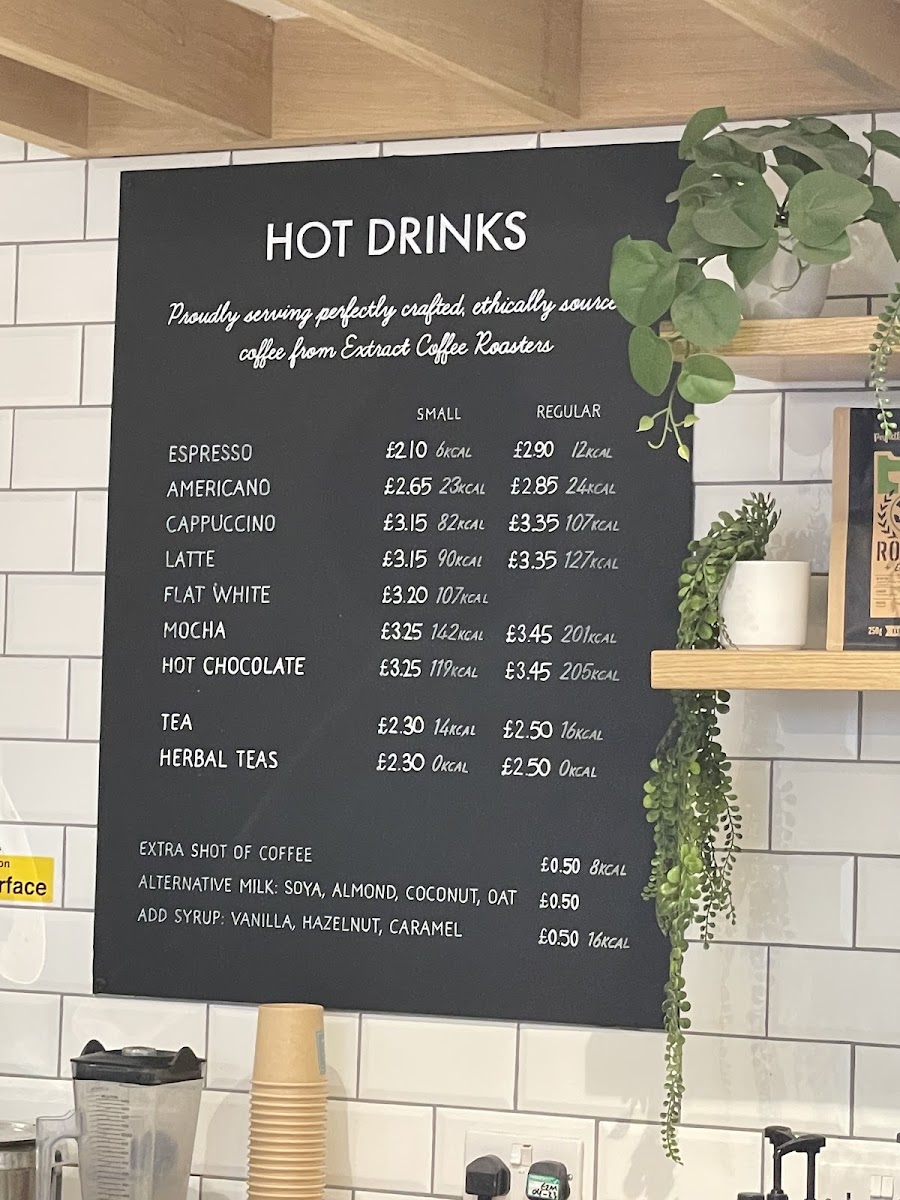 HOT DRINKS
Proudly serving perfectly crafted, ethically
coffee from Extract Coffee Roasters
SMALL REGULAR
ESPRESSO £2.10 6KCAL £2.90 12KCAL
AMERICANO £2.65 23KCAL £2.85 24KCAL
CAPPUCCINO £3.15 82KCAL £3.35 107KCAL
LATTE £3.15 90KCAL £3.35 127KCAL
FLAT WHITE £3.20 107KCAL
MOCHA £3.25 142KCAL £3.45 201KCAL
HOT CHOCOLATE £3.25 119KCAL £3.45 205KCAL
TEA £2.30 14KCAL £2.50 16KCAL
HERBAL TEAS £2.30 0KCAL £2.50 0KCAL
EXTRA SHOT OF COFFEE £0.50 8KCAL
ALTERNATIVE MILK: SOYA, ALMOND, COCONUT, OAT £0.50
ADD SYRUP: VANILLA, HAZELNUT, CARAMEL £0.50 16KCAL
on
rface
RO
250g